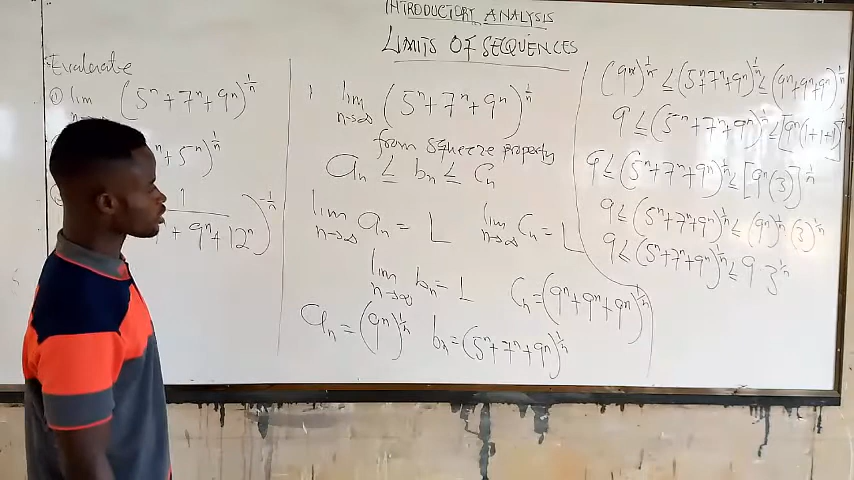 INTRODUCTORY ANALYSIS
LIMITS OF SEQUENCES
Evaluate
① lim (5ⁿ+7ⁿ+9ⁿ)^{1/n}
ⁿ+5ⁿ)^{1/n}
1
ⁿ+9ⁿ+12ⁿ)^{-1/n}
lim n→∞ (5ⁿ+7ⁿ+9ⁿ)^{1/n}
from Squeeze property
aₙ ≤ bₙ ≤ cₙ
lim n→∞ aₙ = L lim n→∞ cₙ = L
lim n→∞ bₙ = L
cₙ = (9ⁿ+9ⁿ+9ⁿ)^{1/n}
aₙ = (9ⁿ)^{1/n} bₙ = (5ⁿ+7ⁿ+9ⁿ)^{1/n}
(9ⁿ)^{1/n} ≤ (5ⁿ+7ⁿ+9ⁿ)^{1/n} ≤ (9ⁿ+9ⁿ+9ⁿ)^{1/n}
9 ≤ (5ⁿ+7ⁿ+9ⁿ)^{1/n} ≤ [9ⁿ(1+1+1)]^{1/n}
9 ≤ (5ⁿ+7ⁿ+9ⁿ)^{1/n} ≤ [9ⁿ(3)]^{1/n}
9 ≤ (5ⁿ+7ⁿ+9ⁿ)^{1/n} ≤ (9ⁿ)^{1/n} (3)^{1/n}
9 ≤ (5ⁿ+7ⁿ+9ⁿ)^{1/n} ≤ 9 3^{1/n}